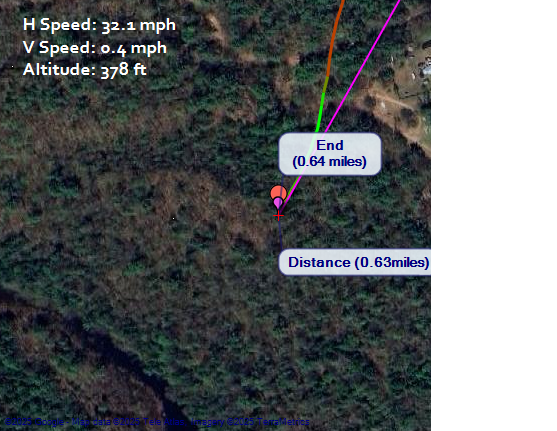 H Speed: 32.1 mph
V Speed: 0.4 mph
Altitude: 378 ft
End
(0.64 miles)
Distance (0.63miles)